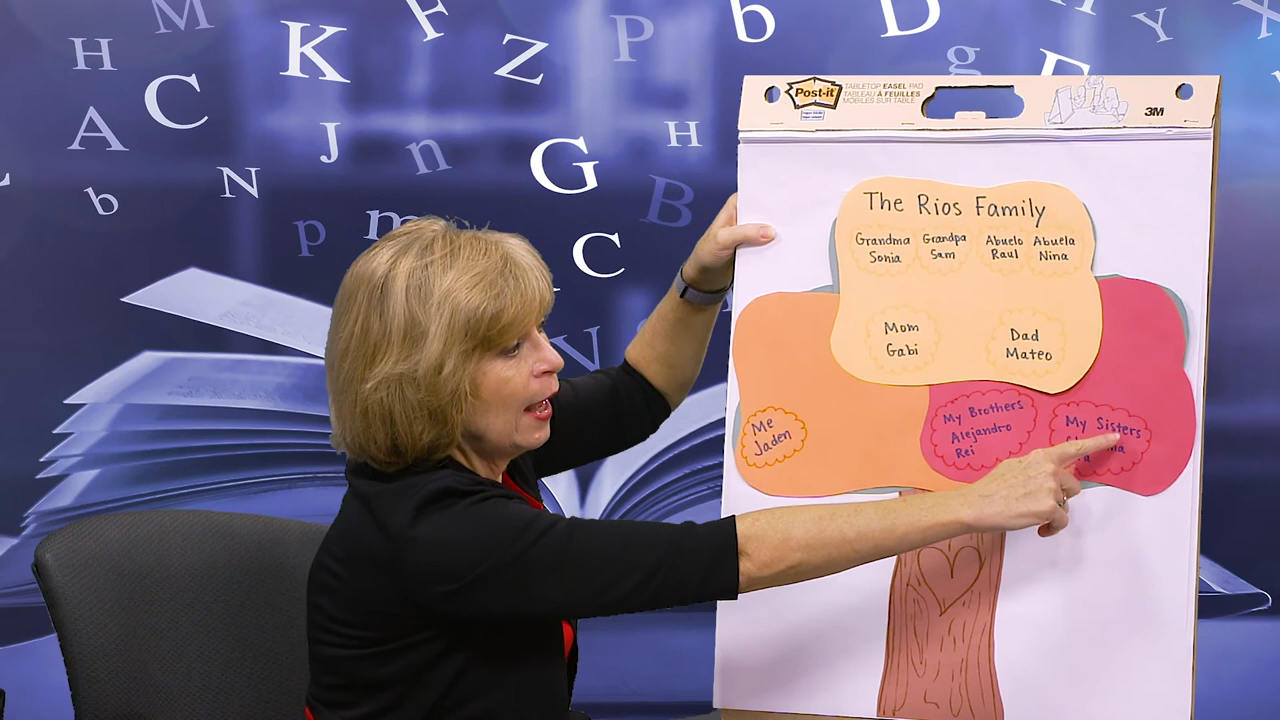 Post-it
TABLETOP EASEL PAD
TABLEAU À FEUILLES
MOBILES SUR TABLE
3M
The Rios Family
Grandma
Sonia
Grandpa
Sam
Abuelo
Raul
Abuela
Nina
Mom
Gabi
Dad
Mateo
Me
Jaden
My Brothers
Alejandro
Rei
My Sisters
M
F
K
H
Z
P
b
D
Y
X
C
g
A
J
n
H
G
N
b
B
p
m
C
V